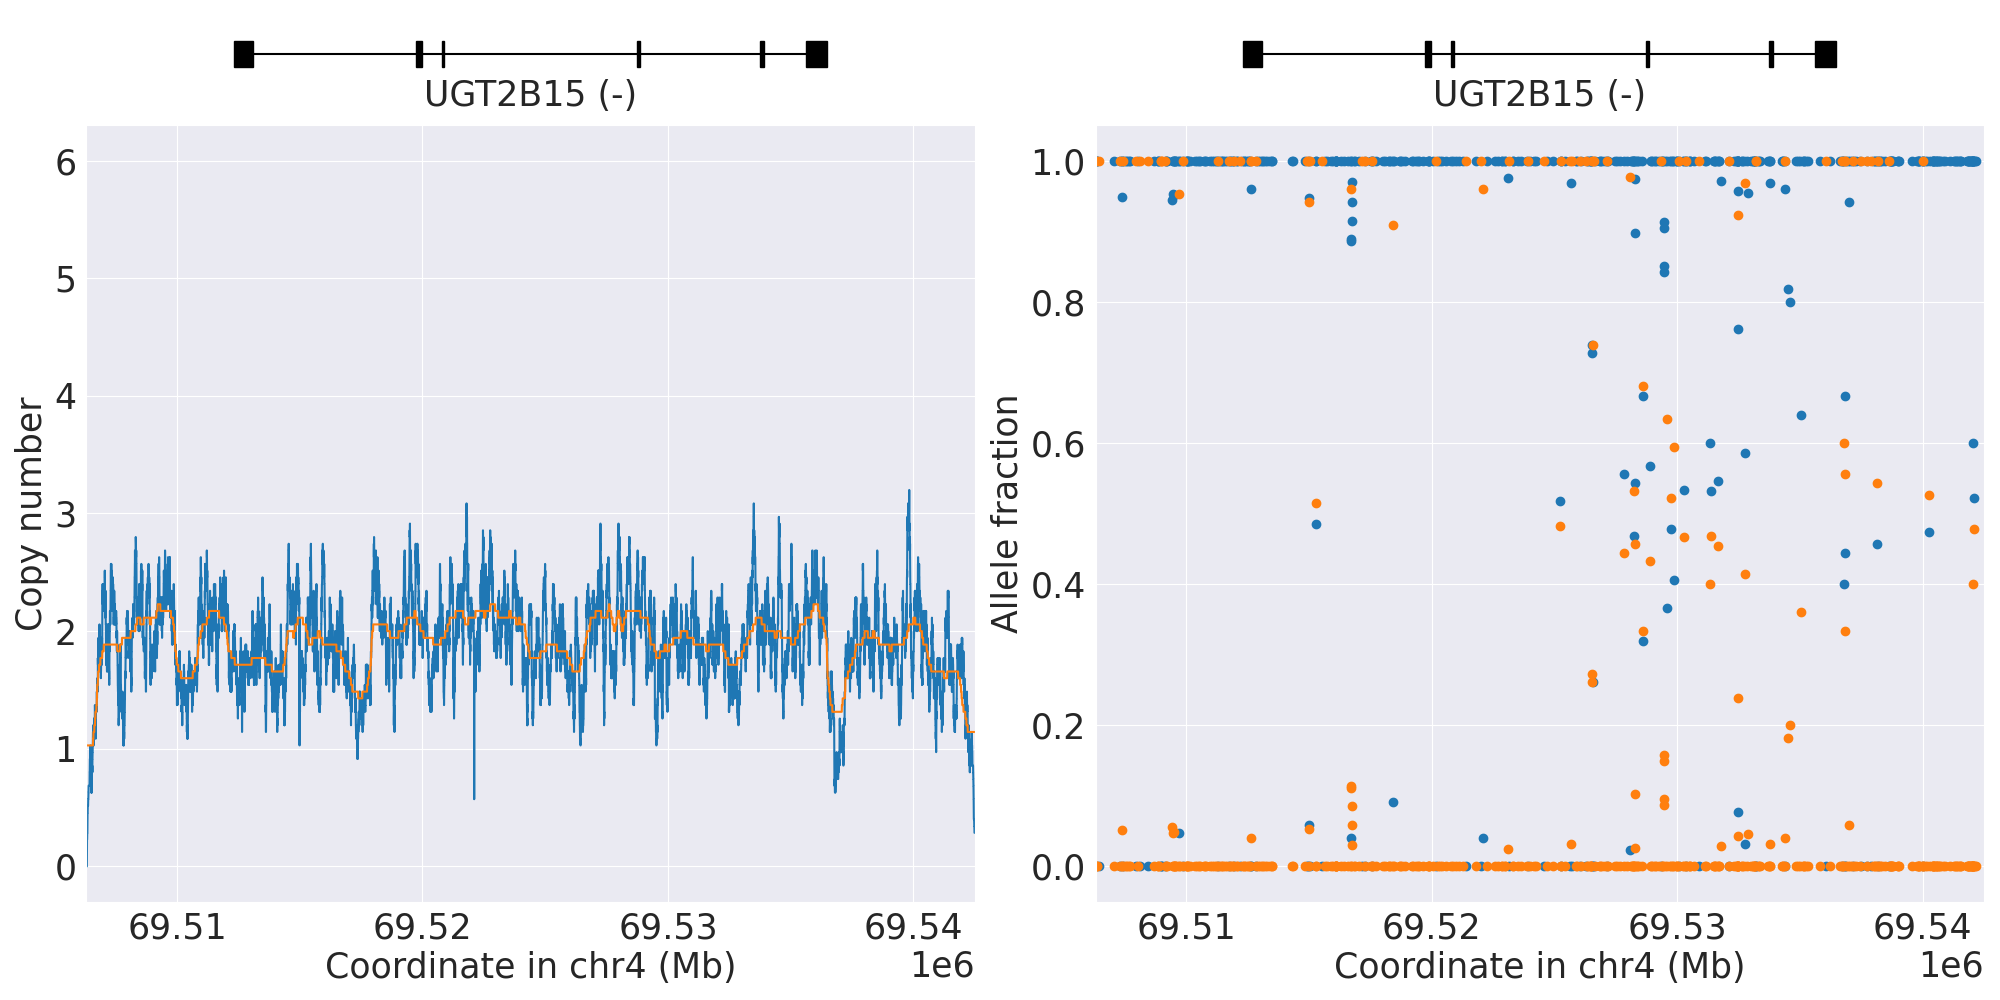 UGT2B15 (-)
UGT2B15 (-)
6
5
4
3
2
1
0
Copy number
69.51
69.52
69.53
69.54
Coordinate in chr4 (Mb)
1e6
1.0
0.8
0.6
0.4
0.2
0.0
Allele fraction
69.51
69.52
69.53
69.54
Coordinate in chr4 (Mb)
1e6